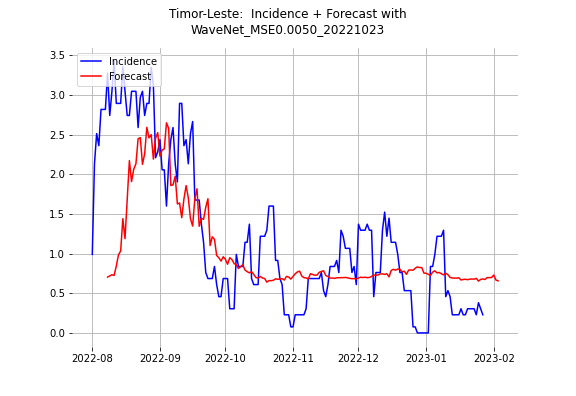 Timor-Leste:  Incidence + Forecast with
WaveNet_MSE0.0050_20221023
Incidence
Forecast
3.5
3.0
2.5
2.0
1.5
1.0
0.5
0.0
2022-08 2022-09 2022-10 2022-11 2022-12 2023-01 2023-02